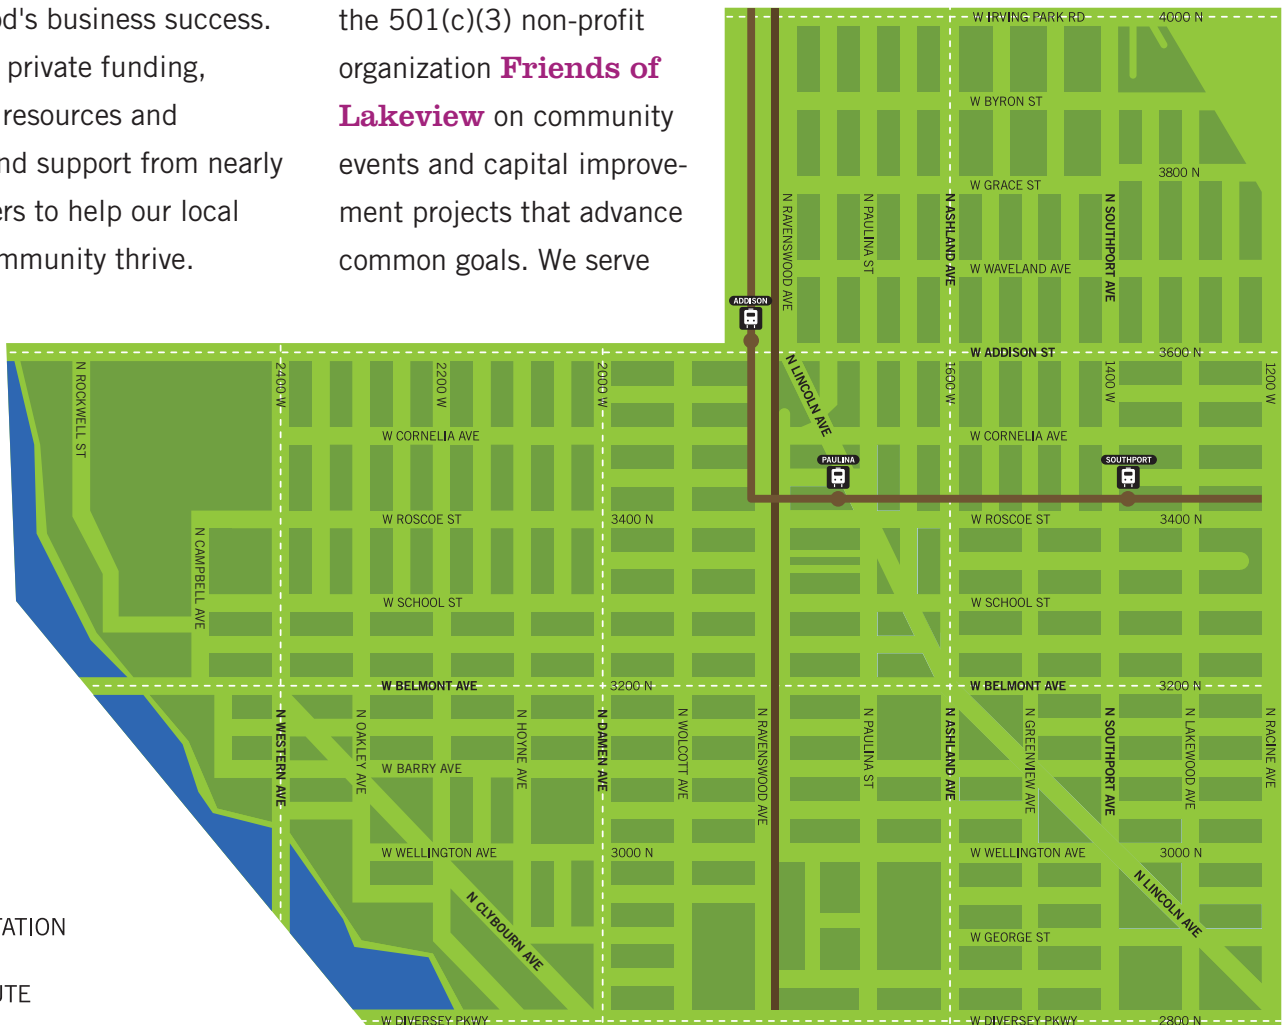 od's business success.
private funding,
resources and
nd support from nearly
ers to help our local
mmunity thrive.
the 501(c)(3) non-profit
organization Friends of
Lakeview on community
events and capital improve-
ment projects that advance
common goals. We serve
W IRVING PARK RD
4000 N
W BYRON ST
3800 N
W GRACE ST
N RAVENSWOOD AVE
N PAULINA ST
N ASHLAND AVE
N SOUTHPORT AVE
W WAVELAND AVE
ADDISON
W ADDISON ST
3600 N
N ROCKWELL ST
2400 W
2200 W
2000 W
N LINCOLN AVE
1600 W
1400 W
1200 W
W CORNELIA AVE
W CORNELIA AVE
PAULINA
SOUTHPORT
W ROSCOE ST
3400 N
W ROSCOE ST
3400 N
N CAMPBELL AVE
W SCHOOL ST
W SCHOOL ST
W BELMONT AVE
3200 N
W BELMONT AVE
3200 N
N WESTERN AVE
N OAKLEY AVE
N HOYNE AVE
N DAMEN AVE
N WOLCOTT AVE
N RAVENSWOOD AVE
N PAULINA ST
N ASHLAND AVE
N GREENVIEW AVE
N SOUTHPORT AVE
N LAKEWOOD AVE
N RACINE AVE
W BARRY AVE
W WELLINGTON AVE
3000 N
W WELLINGTON AVE
3000 N
N CLYBOURN AVE
N LINCOLN AVE
TATION
W GEORGE ST
UTE
W DIVERSEY PKWY
W DIVERSEY PKWY
2800 N